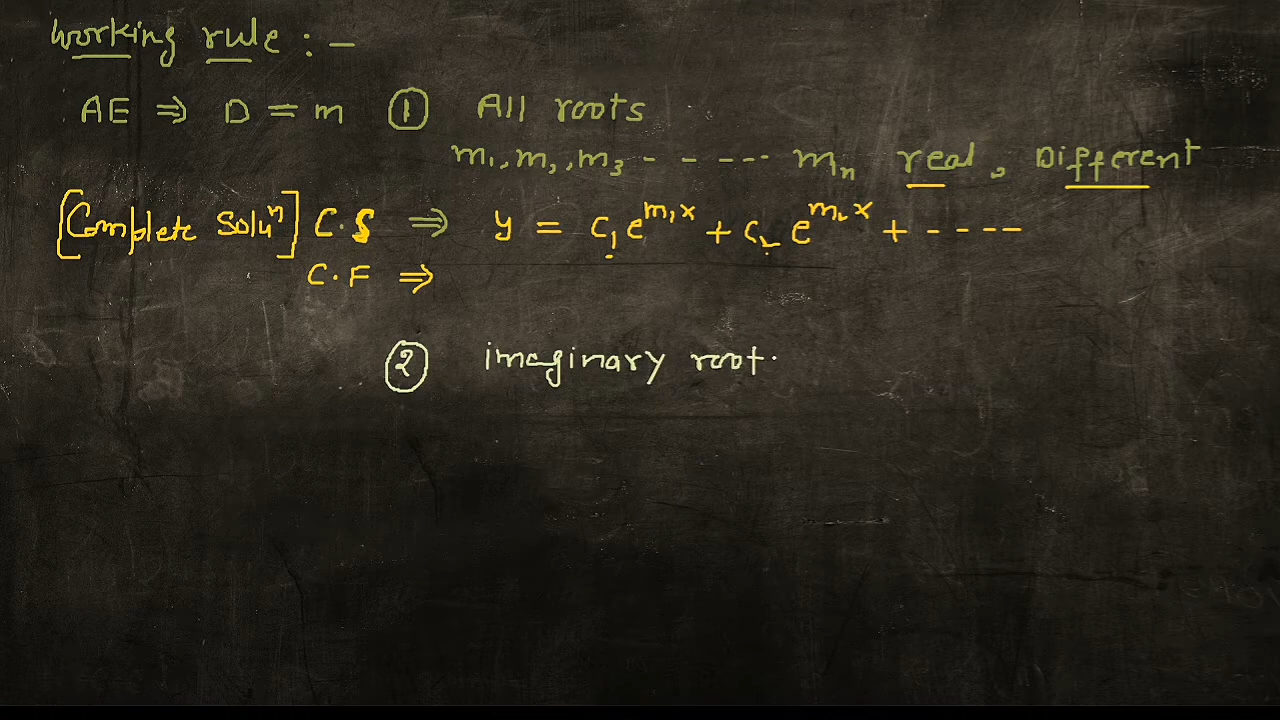 Working rule : -
AE ⇒ D = m ① All roots
m₁, m₂, m₃ - - - - - - mₙ real, Different
[Complete Soluⁿ] C.S ⇒ y = c₁e^{m₁x} + c₂e^{m₂x} + - - - -
C.F ⇒
② imaginary root.